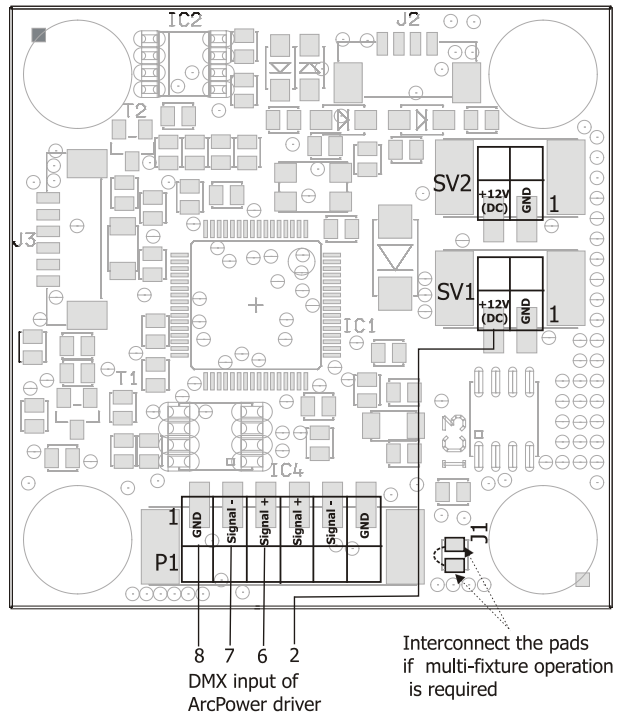 IC2
J2
T2
SV2
+12V
(DC)
GND
1
J3
SV1
+12V
(DC)
GND
1
IC1
T1
IC3
IC4
1
GND
Signal -
Signal +
Signal +
Signal -
GND
P1
J1
8 7 6 2
DMX input of
ArcPower driver
Interconnect the pads
if multi-fixture operation
is required